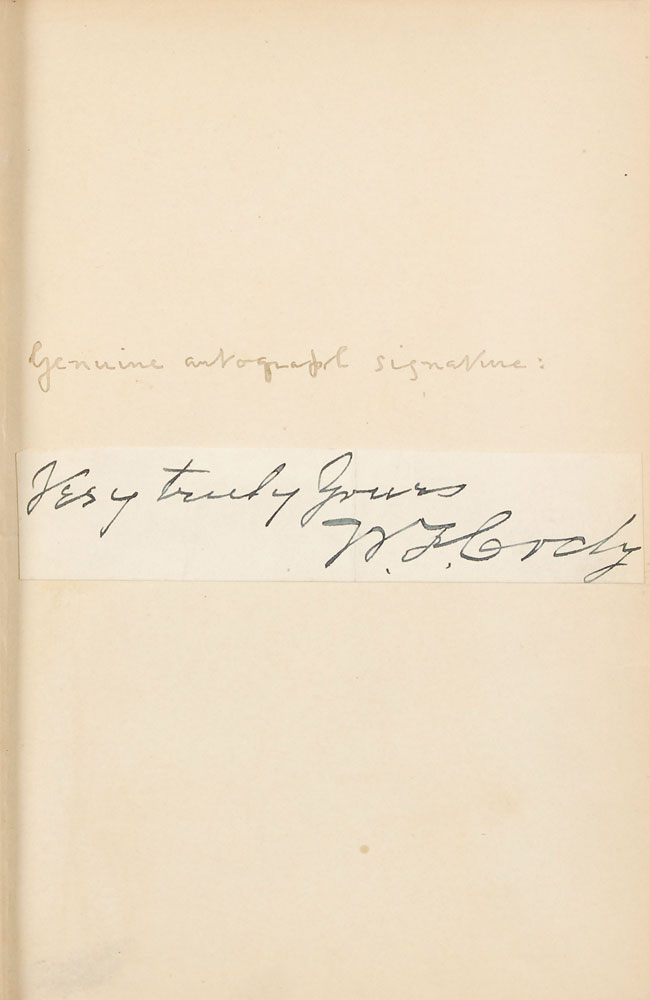 Genuine autograph signature:
Very truly Yours
W. F. Cody